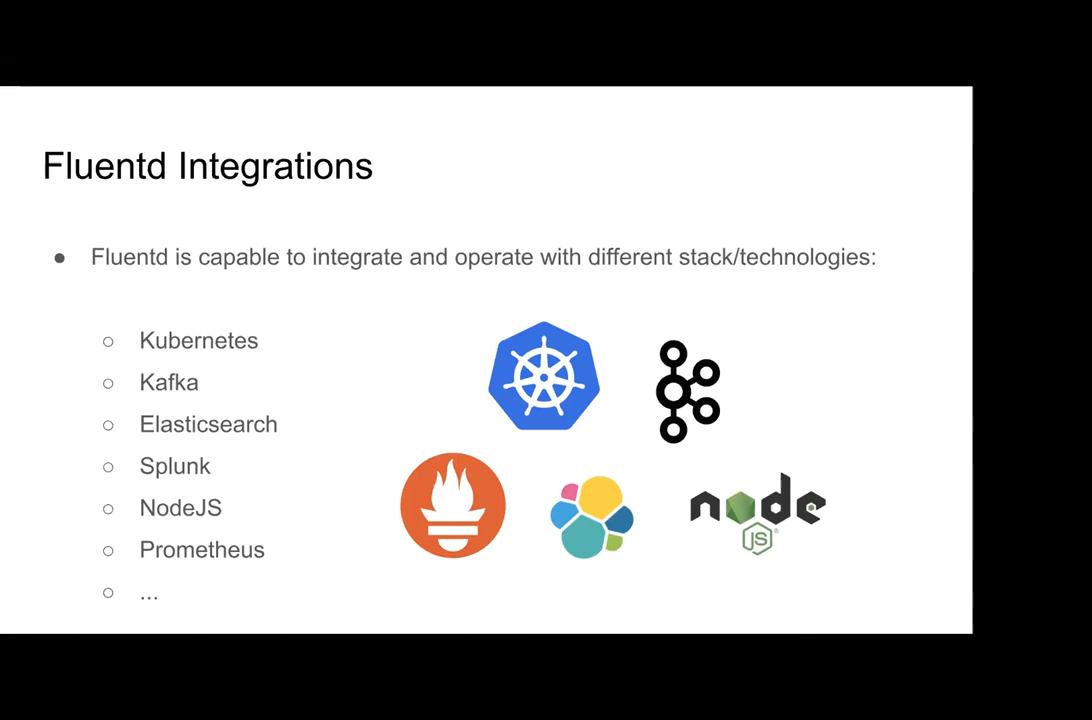 Fluentd Integrations
● Fluentd is capable to integrate and operate with different stack/technologies:
○ Kubernetes
○ Kafka
○ Elasticsearch
○ Splunk
○ NodeJS
○ Prometheus
○ ...
node
JS